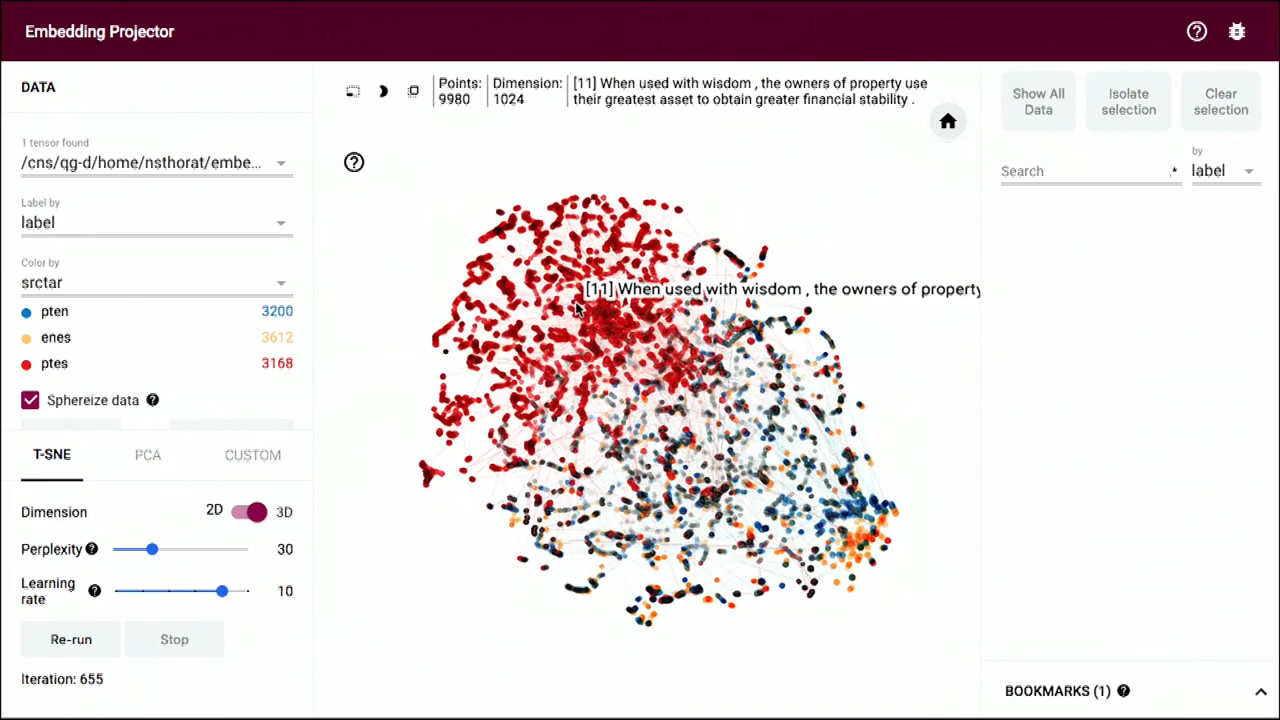 Embedding Projector
DATA
1 tensor found
/cns/qg-d/home/nsthorat/embe...
Label by
label
Color by
srctar
pten 3200
enes 3612
ptes 3168
Sphereize data
T-SNE PCA CUSTOM
Dimension 2D 3D
Perplexity 30
Learning
rate 10
Re-run Stop
Iteration: 655
Points:
9980
Dimension:
1024
[11] When used with wisdom , the owners of property use
their greatest asset to obtain greater financial stability .
[11] When used with wisdom , the owners of property
Show All
Data
Isolate
selection
Clear
selection
Search .*
by
label
BOOKMARKS (1)